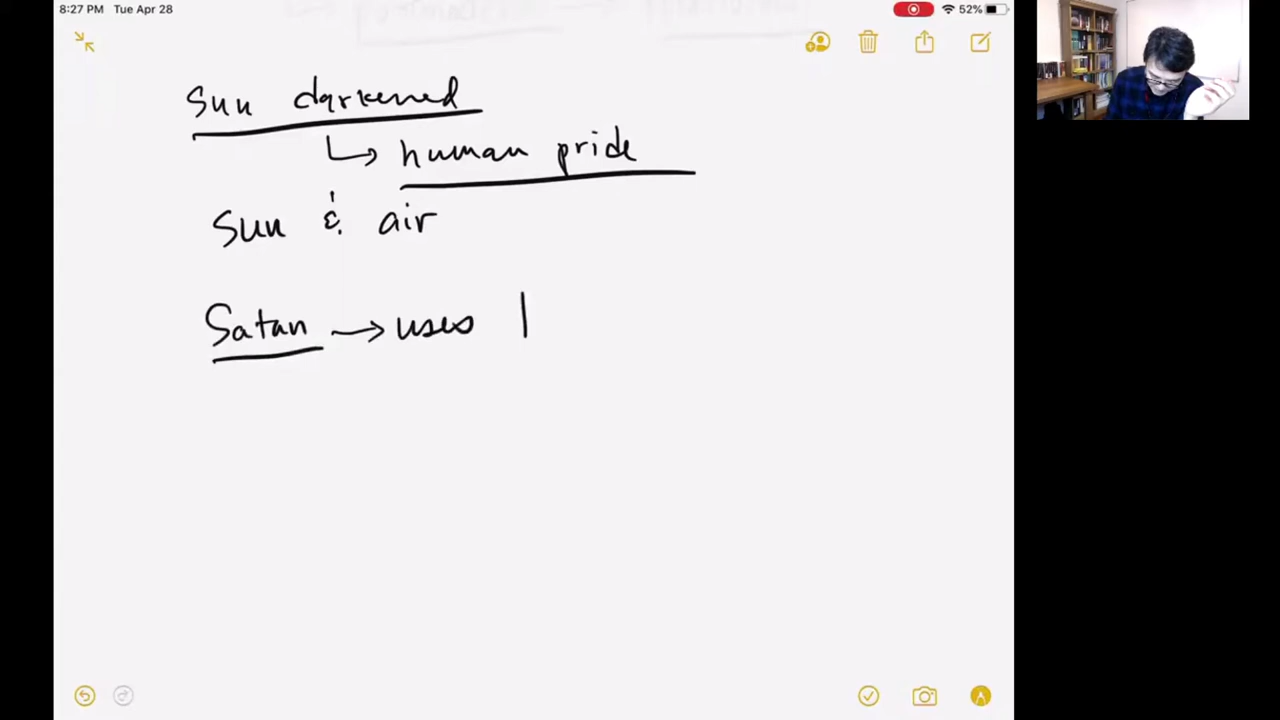 8:27 PM Tue Apr 28
52%
Sun darkened
human pride
Sun & air
Satan → uses